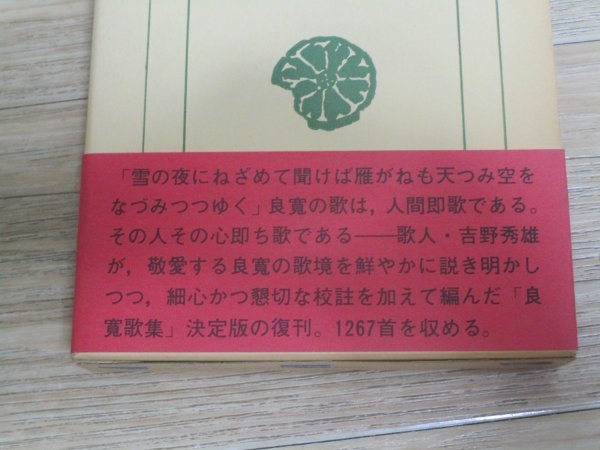 「雪の夜にねざめて聞けば雁がねも天つみ空を
なづみつつゆく」良寛の歌は，人間即歌である。
その人その心即ち歌である――歌人・吉野秀雄
が，敬愛する良寛の歌境を鮮やかに説き明かし
つつ，細心かつ懇切な校註を加えて編んだ「良
寛歌集」決定版の復刊。1267首を収める。